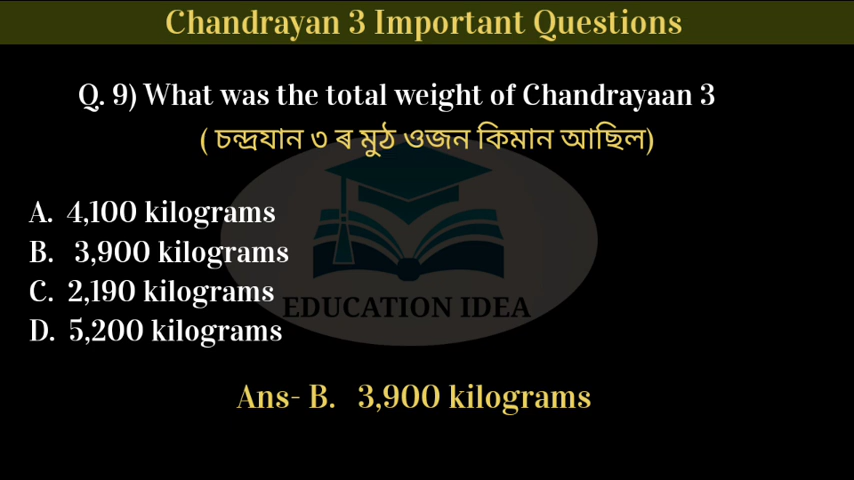 Chandrayan 3 Important Questions
Q. 9) What was the total weight of Chandrayaan 3
( চন্দ্ৰযান ৩ ৰ মুঠ ওজন কিমান আছিল)
A. 4,100 kilograms
B. 3,900 kilograms
C. 2,190 kilograms
EDUCATION IDEA
D. 5,200 kilograms
Ans- B. 3,900 kilograms